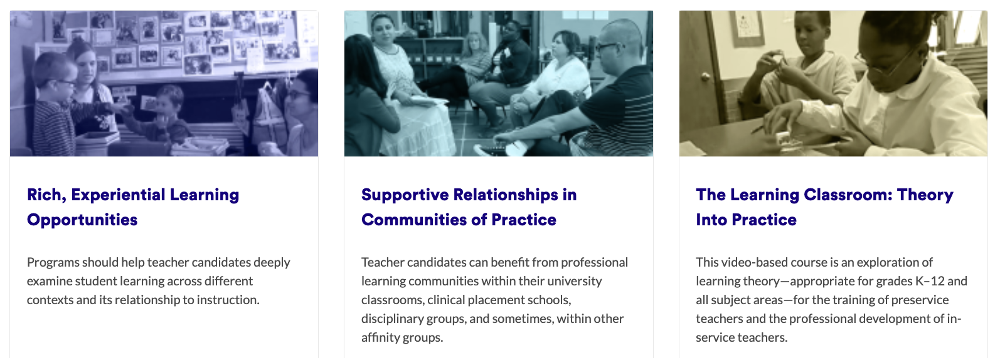 Rich, Experiential Learning
Opportunities
Programs should help teacher candidates deeply
examine student learning across different
contexts and its relationship to instruction.
Supportive Relationships in
Communities of Practice
Teacher candidates can benefit from professional
learning communities within their university
classrooms, clinical placement schools,
disciplinary groups, and sometimes, within other
affinity groups.
The Learning Classroom: Theory
Into Practice
This video-based course is an exploration of
learning theory—appropriate for grades K–12 and
all subject areas—for the training of preservice
teachers and the professional development of in-
service teachers.